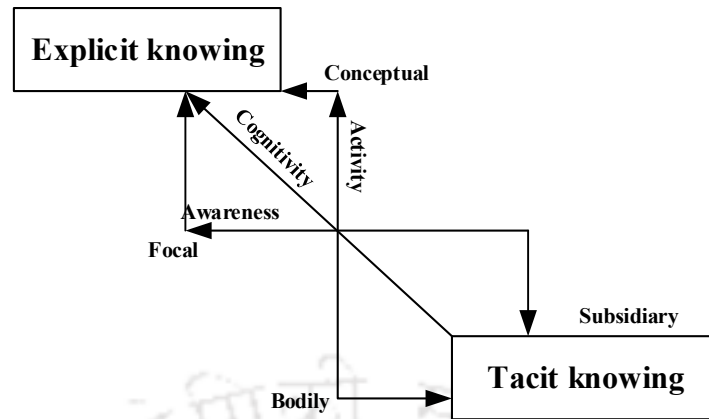 Explicit knowing
Conceptual
Cognitivity
Activity
Awareness
Focal
Subsidiary
Tacit knowing
Bodily